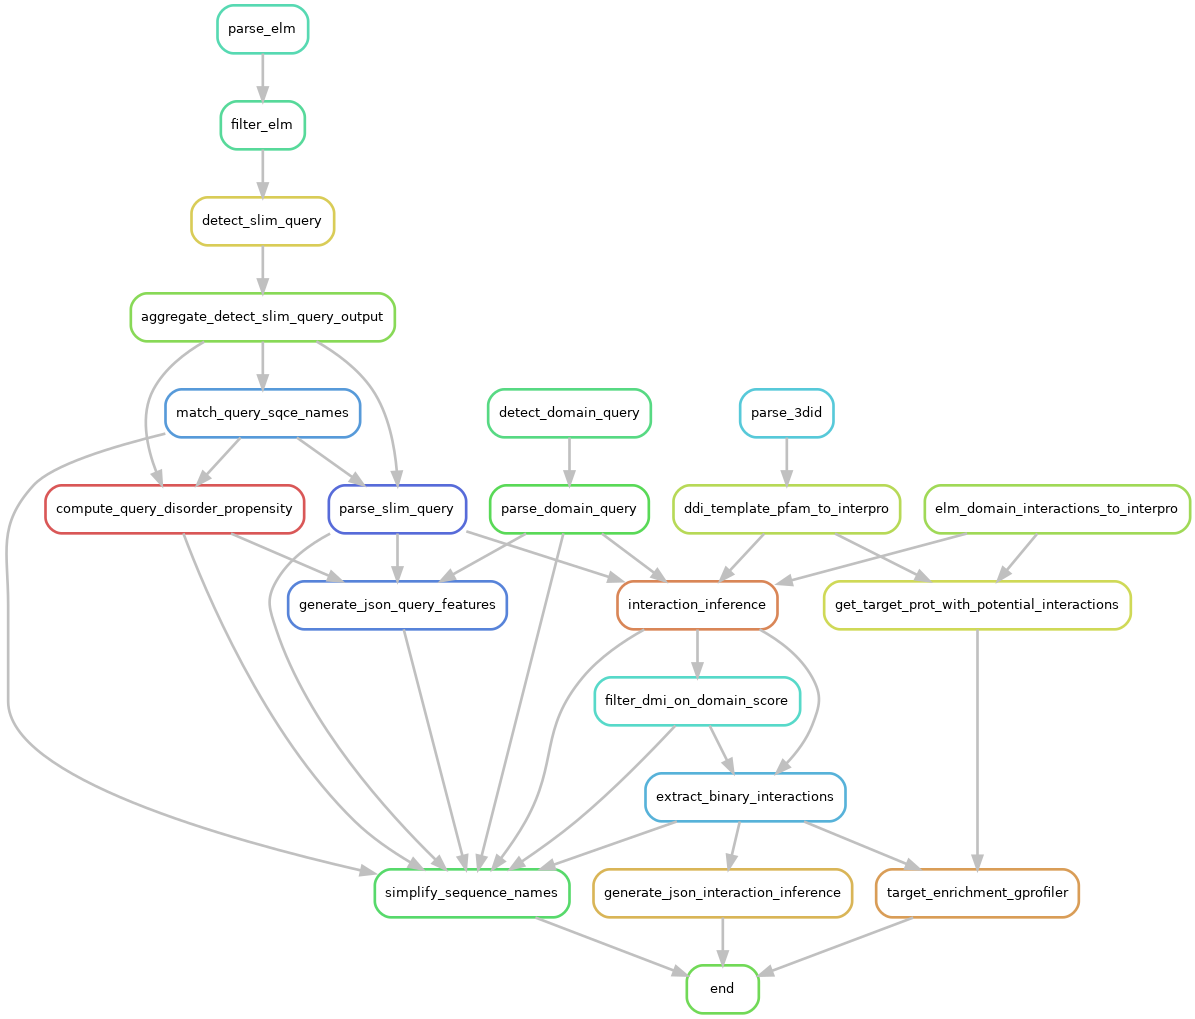 parse_elm
filter_elm
detect_slim_query
aggregate_detect_slim_query_output
match_query_sqce_names
detect_domain_query
parse_3did
compute_query_disorder_propensity
parse_slim_query
parse_domain_query
ddi_template_pfam_to_interpro
elm_domain_interactions_to_interpro
generate_json_query_features
interaction_inference
get_target_prot_with_potential_interactions
filter_dmi_on_domain_score
extract_binary_interactions
simplify_sequence_names
generate_json_interaction_inference
target_enrichment_gprofiler
end